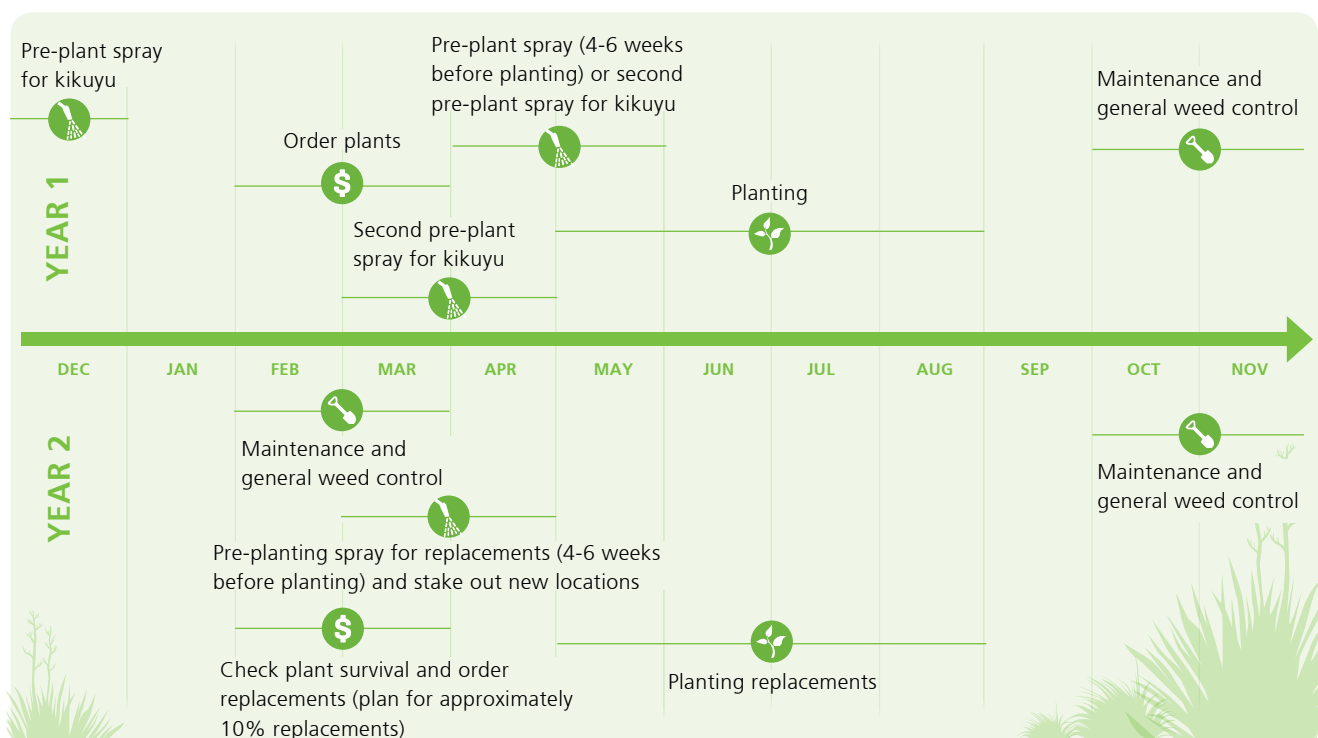 Pre-plant spray
for kikuyu
Order plants
$
Pre-plant spray (4-6 weeks
before planting) or second
pre-plant spray for kikuyu
Second pre-plant
spray for kikuyu
Planting
Maintenance and
general weed control
YEAR 1
DEC JAN FEB MAR APR MAY JUN JUL AUG SEP OCT NOV
YEAR 2
Maintenance and
general weed control
Pre-planting spray for replacements (4-6 weeks
before planting) and stake out new locations
$
Check plant survival and order
replacements (plan for approximately
10% replacements)
Planting replacements
Maintenance and
general weed control